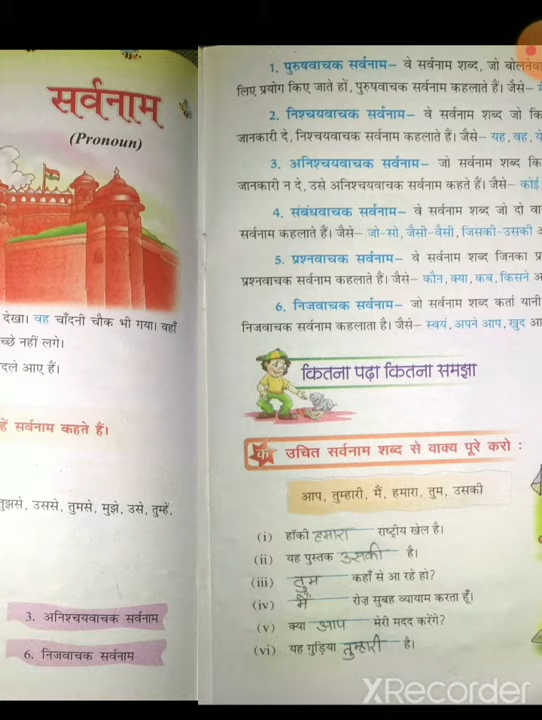 सर्वनाम
(Pronoun)
देखा। वह चाँदनी चौक भी गया। वहाँ
च्छे नहीं लगे।
दले आए हैं।
हें सर्वनाम कहते हैं।
तुझसे, उससे, तुमसे, मुझे, उसे, तुम्हें,
3. अनिश्चयवाचक सर्वनाम
6. निजवाचक सर्वनाम
1. पुरुषवाचक सर्वनाम– वे सर्वनाम शब्द, जो बोलनेवा
लिए प्रयोग किए जाते हों, पुरुषवाचक सर्वनाम कहलाते हैं। जैसे–
2. निश्चयवाचक सर्वनाम– वे सर्वनाम शब्द जो कि
जानकारी दे, निश्चयवाचक सर्वनाम कहलाते हैं। जैसे– यह, वह, ये
3. अनिश्चयवाचक सर्वनाम– जो सर्वनाम शब्द कि
जानकारी न दे, उसे अनिश्चयवाचक सर्वनाम कहते हैं। जैसे– कोई
4. संबंधवाचक सर्वनाम– वे सर्वनाम शब्द जो दो वा
सर्वनाम कहलाते हैं। जैसे– जो-सो, जैसी-वैसी, जिसकी-उसकी अ
5. प्रश्नवाचक सर्वनाम– वे सर्वनाम शब्द जिनका प्र
प्रश्नवाचक सर्वनाम कहलाते हैं। जैसे– कौन, क्या, कब, किसने अ
6. निजवाचक सर्वनाम– जो सर्वनाम शब्द कर्ता यानी
निजवाचक सर्वनाम कहलाता है। जैसे– स्वयं, अपने आप, खुद आ
कितना पढ़ा कितना समझा
क उचित सर्वनाम शब्द से वाक्य पूरे करो :
आप, तुम्हारी, मैं, हमारा, तुम, उसकी
(i) हॉकी हमारा राष्ट्रीय खेल है।
(ii) यह पुस्तक उसकी है।
(iii) तुम कहाँ से आ रहे हो?
(iv) मैं रोज़ सुबह व्यायाम करता हूँ।
(v) क्या आप मेरी मदद करेंगे?
(vi) यह गुड़िया तुम्हारी है।
XRecorder